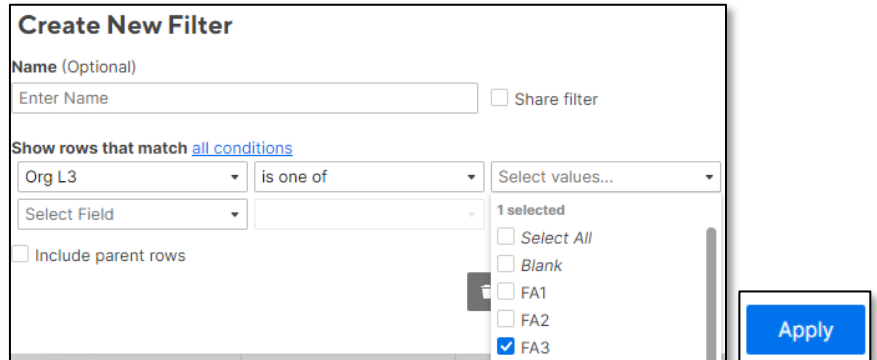 Create New Filter
Name (Optional)
Enter Name
Share filter
Show rows that match all conditions
Org L3 is one of Select values...
Select Field
1 selected
Select All
Include parent rows
Blank
FA1
FA2
FA3
Apply